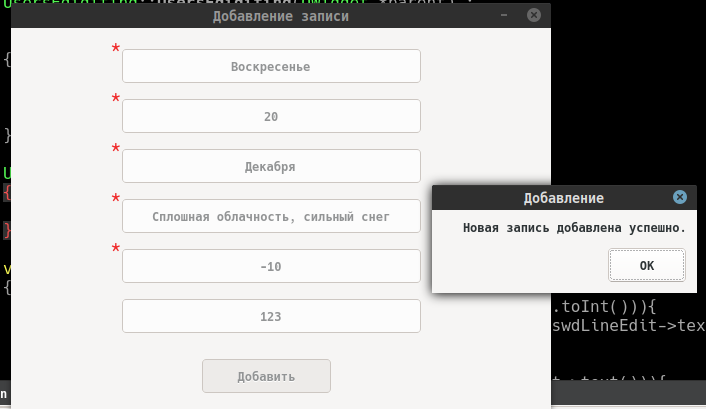 Добавление записи
* Воскресенье
* 20
* Декабря
* Сплошная облачность, сильный снег
* -10
123
Добавить
Добавление
Новая запись добавлена успешно.
OK
{
}
U
{
}
v
{
.toInt())){
swdLineEdit->tex
n